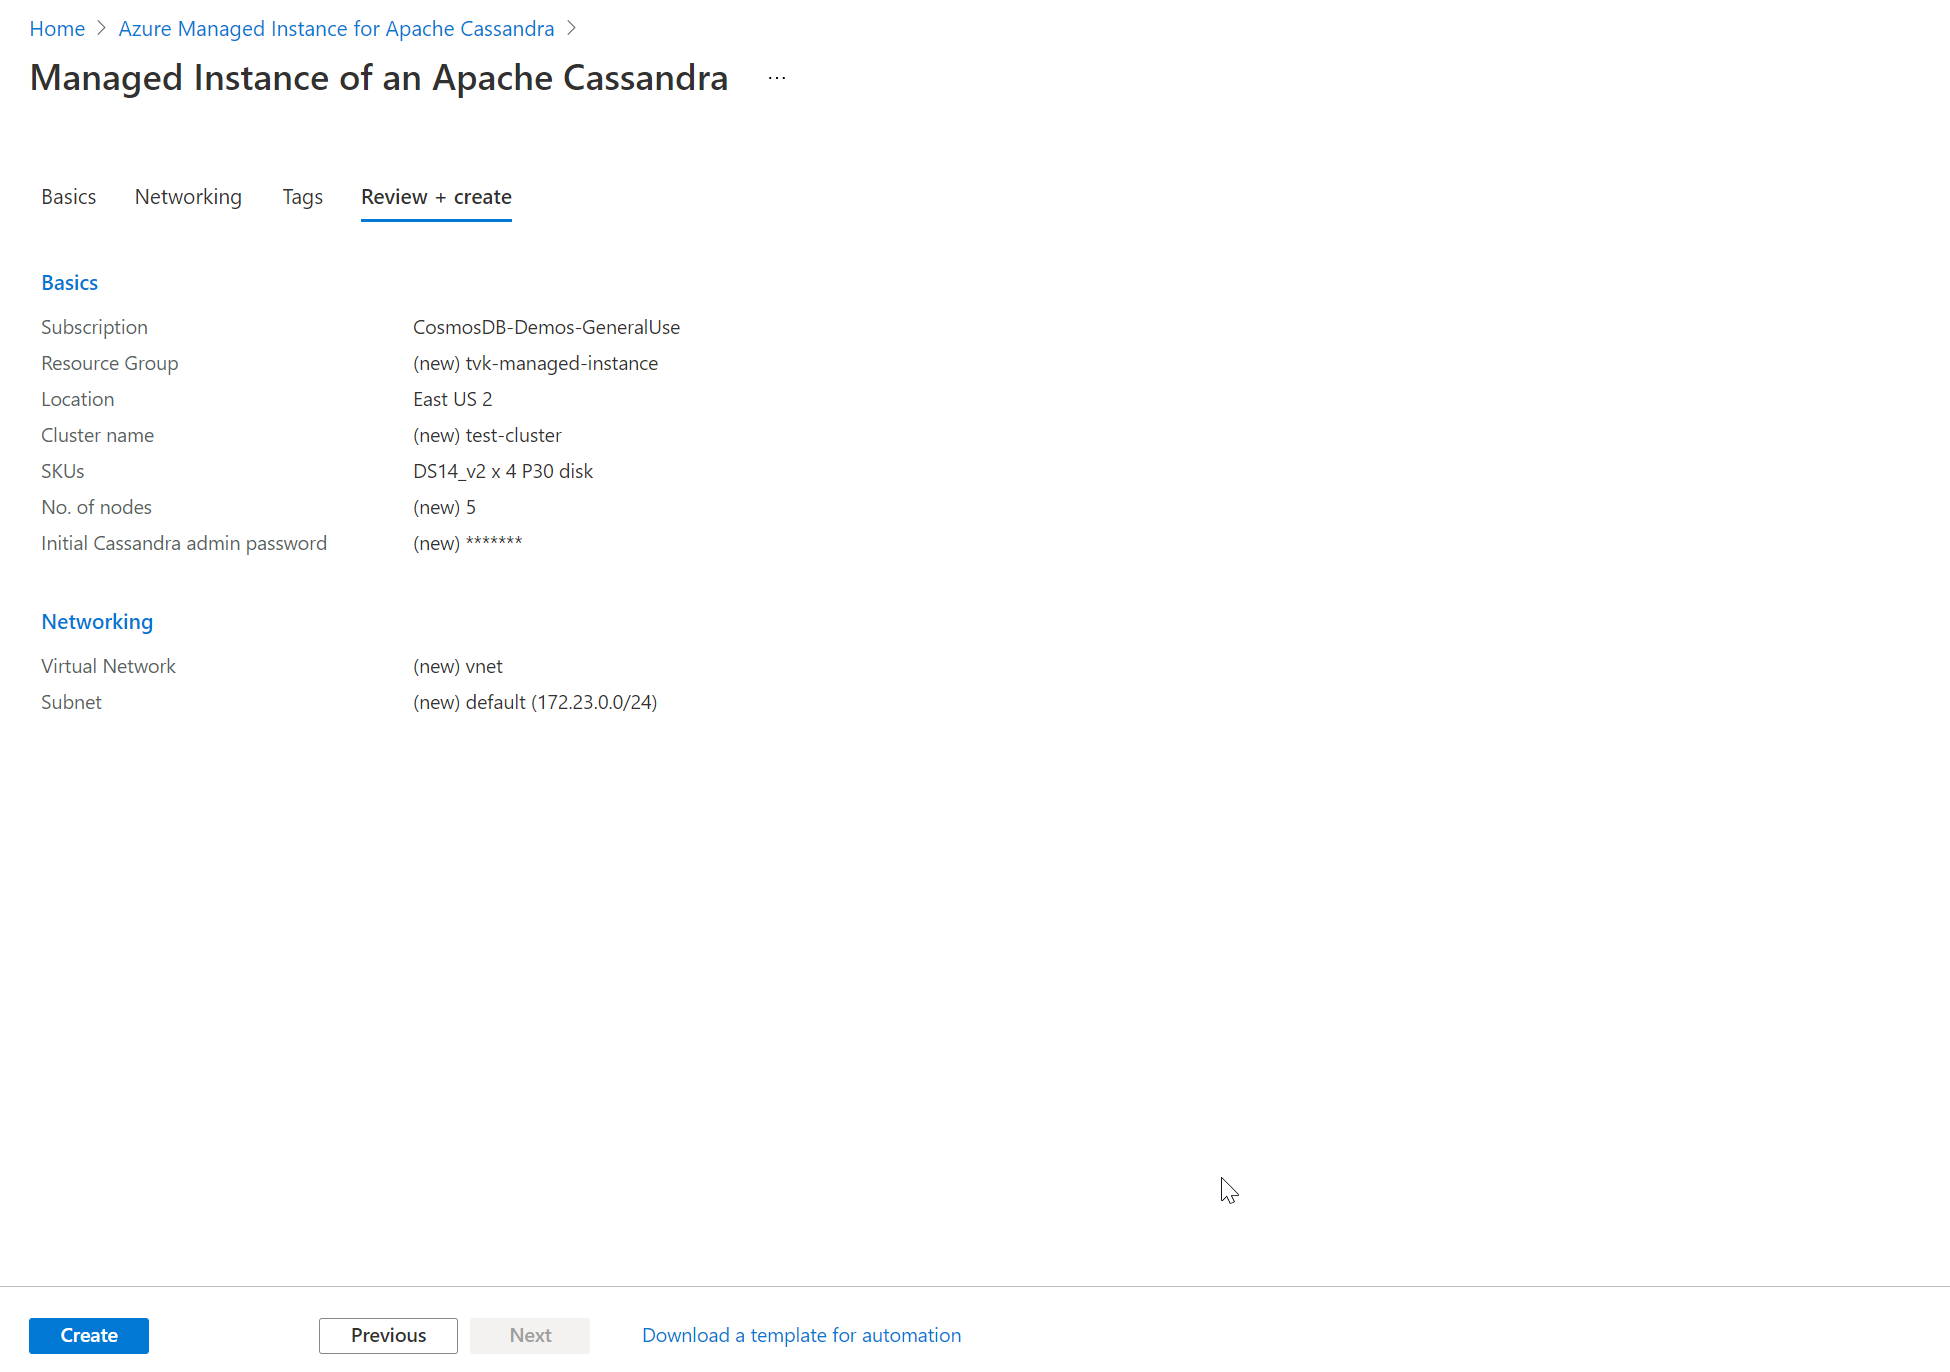 Home > Azure Managed Instance for Apache Cassandra >
Managed Instance of an Apache Cassandra ...
Basics Networking Tags Review + create
Basics
Subscription CosmosDB-Demos-GeneralUse
Resource Group (new) tvk-managed-instance
Location East US 2
Cluster name (new) test-cluster
SKUs DS14_v2 x 4 P30 disk
No. of nodes (new) 5
Initial Cassandra admin password (new) *******
Networking
Virtual Network (new) vnet
Subnet (new) default (172.23.0.0/24)
Create Previous Next Download a template for automation